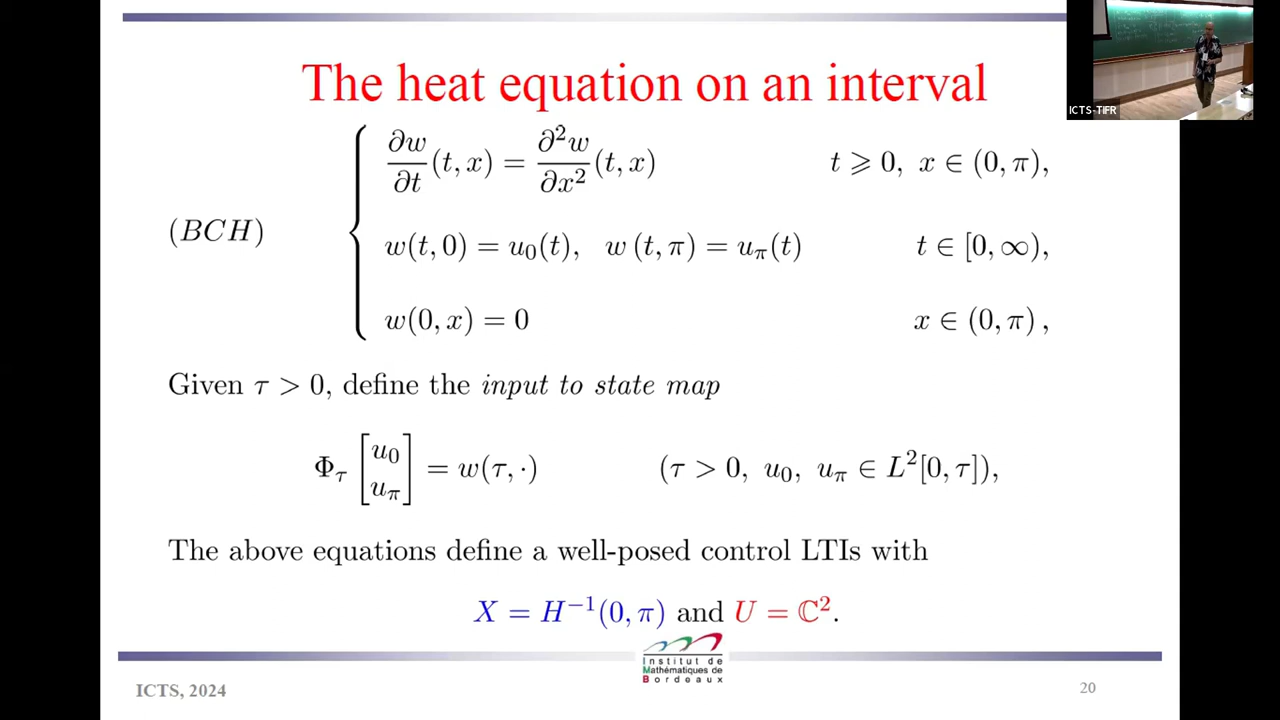 The heat equation on an interval
(BCH)
∂w/∂t (t, x) = ∂²w/∂x² (t, x) t ⩾ 0, x ∈ (0, π),
w(t, 0) = u₀(t), w (t, π) = u_π(t) t ∈ [0, ∞),
w(0, x) = 0 x ∈ (0, π) ,
Given τ > 0, define the input to state map
Φ_τ [u₀ u_π] = w(τ, ·) (τ > 0, u₀, u_π ∈ L²[0, τ]),
The above equations define a well-posed control LTIs with
X = H⁻¹(0, π) and U = ℂ².
Institut de
Mathématiques de
Bordeaux
ICTS, 2024
20
ICTS-TIFR